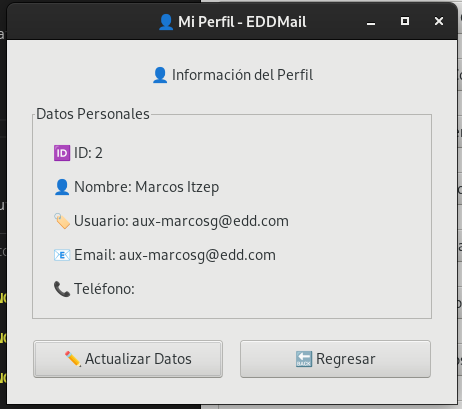 👤 Mi Perfil - EDDMail
👤 Información del Perfil
Datos Personales
🆔 ID: 2
👤 Nombre: Marcos Itzep
🏷️ Usuario: aux-marcosg@edd.com
📧 Email: aux-marcosg@edd.com
📞 Teléfono:
✏️ Actualizar Datos
🔙 Regresar